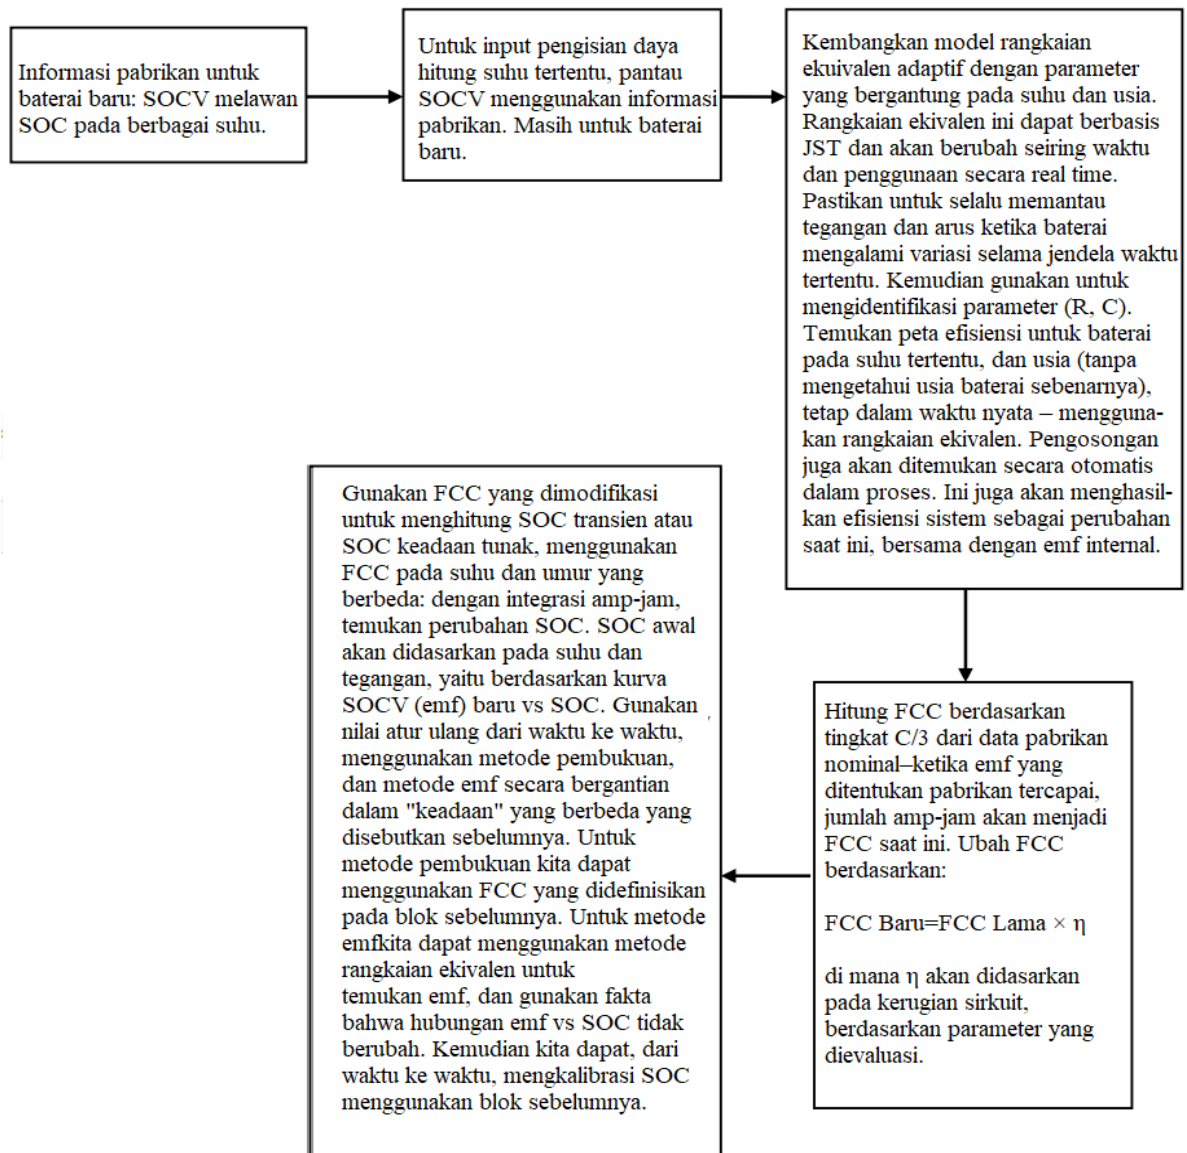 Informasi pabrikan untuk
baterai baru: SOCV melawan
SOC pada berbagai suhu.
Untuk input pengisian daya
hitung suhu tertentu, pantau
SOCV menggunakan informasi
pabrikan. Masih untuk baterai
baru.
Kembangkan model rangkaian
ekuivalen adaptif dengan parameter
yang bergantung pada suhu dan usia.
Rangkaian ekivalen ini dapat berbasis
JST dan akan berubah seiring waktu
dan penggunaan secara real time.
Pastikan untuk selalu memantau
tegangan dan arus ketika baterai
mengalami variasi selama jendela waktu
tertentu. Kemudian gunakan untuk
mengidentifikasi parameter (R, C).
Temukan peta efisiensi untuk baterai
pada suhu tertentu, dan usia (tanpa
mengetahui usia baterai sebenarnya),
tetap dalam waktu nyata – mengguna-
kan rangkaian ekivalen. Pengosongan
juga akan ditemukan secara otomatis
dalam proses. Ini juga akan menghasil-
kan efisiensi sistem sebagai perubahan
saat ini, bersama dengan emf internal.
Hitung FCC berdasarkan
tingkat C/3 dari data pabrikan
nominal–ketika emf yang
ditentukan pabrikan tercapai,
jumlah amp-jam akan menjadi
FCC saat ini. Ubah FCC
berdasarkan:
FCC Baru=FCC Lama × η
di mana η akan didasarkan
pada kerugian sirkuit,
berdasarkan parameter yang
dievaluasi.
Gunakan FCC yang dimodifikasi
untuk menghitung SOC transien atau
SOC keadaan tunak, menggunakan
FCC pada suhu dan umur yang
berbeda: dengan integrasi amp-jam,
temukan perubahan SOC. SOC awal
akan didasarkan pada suhu dan
tegangan, yaitu berdasarkan kurva
SOCV (emf) baru vs SOC. Gunakan
nilai atur ulang dari waktu ke waktu,
menggunakan metode pembukuan,
dan metode emf secara bergantian
dalam "keadaan" yang berbeda yang
disebutkan sebelumnya. Untuk
metode pembukuan kita dapat
menggunakan FCC yang didefinisikan
pada blok sebelumnya. Untuk metode
emfkita dapat menggunakan metode
rangkaian ekivalen untuk
temukan emf, dan gunakan fakta
bahwa hubungan emf vs SOC tidak
berubah. Kemudian kita dapat, dari
waktu ke waktu, mengkalibrasi SOC
menggunakan blok sebelumnya.